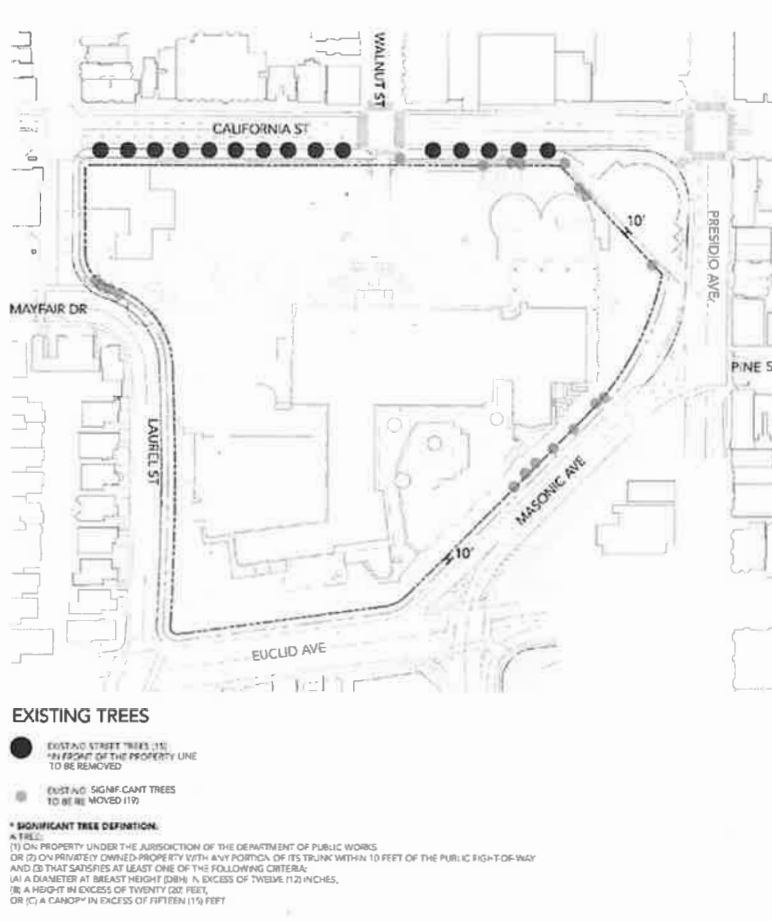 WALNUT ST
CALIFORNIA ST
10'
PRESIDIO AVE.
MAYFAIR DR
PINE S
LAUREL ST
MASONIC AVE
10'
EUCLID AVE
EXISTING TREES
EXISTING STREET TREES (15)
*IN FRONT OF THE PROPERTY LINE
TO BE REMOVED
EXISTING SIGNIFICANT TREES
TO BE REMOVED (19)
* SIGNIFICANT TREE DEFINITION:
A TREE:
(1) ON PROPERTY UNDER THE JURISDICTION OF THE DEPARTMENT OF PUBLIC WORKS
OR (2) ON PRIVATELY OWNED-PROPERTY WITH ANY PORTION OF ITS TRUNK WITHIN 10 FEET OF THE PUBLIC RIGHT-OF-WAY
AND (3) THAT SATISFIES AT LEAST ONE OF THE FOLLOWING CRITERIA:
(A) A DIAMETER AT BREAST HEIGHT (DBH) IN EXCESS OF TWELVE (12) INCHES,
(B) A HEIGHT IN EXCESS OF TWENTY (20) FEET,
OR (C) A CANOPY IN EXCESS OF FIFTEEN (15) FEET